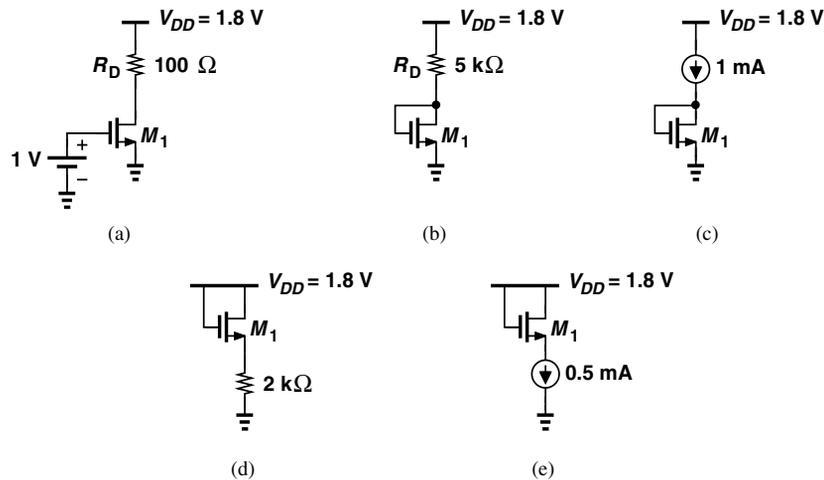 V_DD = 1.8 V
R_D 100 Ω
M_1
1 V
+
−
(a)
V_DD = 1.8 V
R_D 5 kΩ
M_1
(b)
V_DD = 1.8 V
1 mA
M_1
(c)
V_DD = 1.8 V
M_1
2 kΩ
(d)
V_DD = 1.8 V
M_1
0.5 mA
(e)